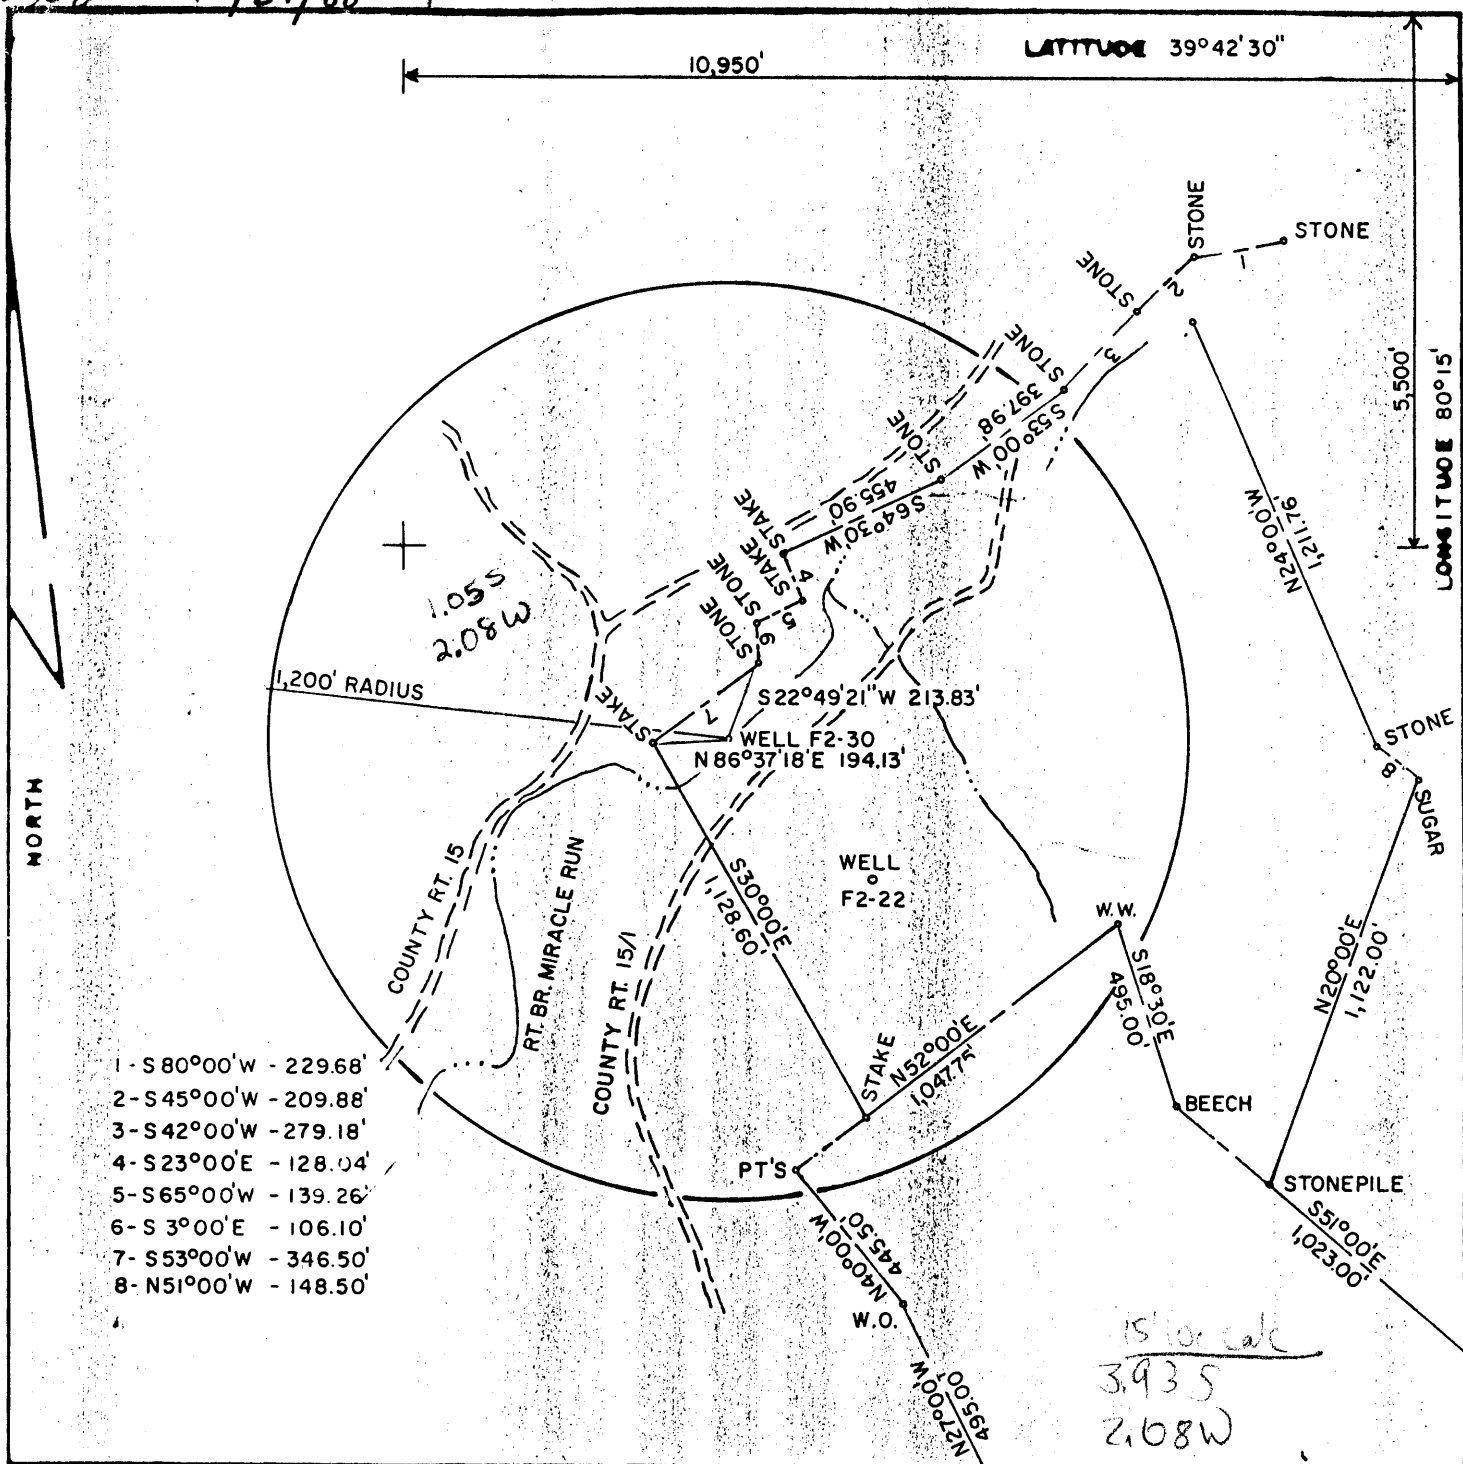 LATITUDE 39°42'30"
10,950'
STONE
STONE
1
STONE
2
3
STONE
5,500'
LONGITUDE 80°15'
S53°00'W
397.98
STONE
S64°30'W
455.90
STAKE
4
STAKE
5
STONE
6
STONE
7
STAKE
N24°00'W
1,211.76'
1.05S
2.08W
1,200' RADIUS
S22°49'21"W 213.83'
WELL F2-30
N86°37'18"E 194.13'
STONE
8
SUGAR
NORTH
WELL
F2-22
S30°00'E
1,128.60'
COUNTY RT. 15
RT. BR. MIRACLE RUN
COUNTY RT. 15/1
W.W.
S18°30'E
495.00'
N20°00'E
1,122.00'
STAKE
N52°00'E
1,047.75'
BEECH
PT'S
STONEPILE
S51°00'E
1,023.00'
N40°00'W
445.50'
W.O.
N27°00'W
495.00'
1-S80°00'W - 229.68'
2-S45°00'W - 209.88'
3-S42°00'W - 279.18'
4-S23°00'E - 128.04'
5-S65°00'W - 139.26'
6-S 3°00'E - 106.10'
7-S53°00'W - 346.50'
8-N51°00'W - 148.50'
15' loc calc
3.93S
2.08W